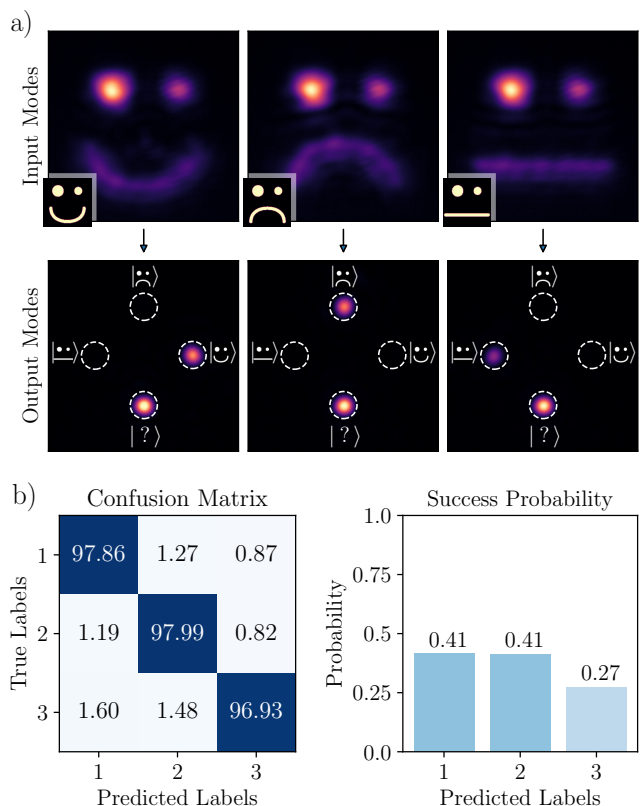 a)
Input Modes
Output Modes
| ? ⟩
| ? ⟩
| ? ⟩
b)
Confusion Matrix
True Labels
1
97.86 1.27 0.87
2
1.19 97.99 0.82
3
1.60 1.48 96.93
1 2 3
Predicted Labels
Success Probability
Probability
1.0
0.75
0.5
0.25
0.0
0.41 0.41 0.27
1 2 3
Predicted Labels